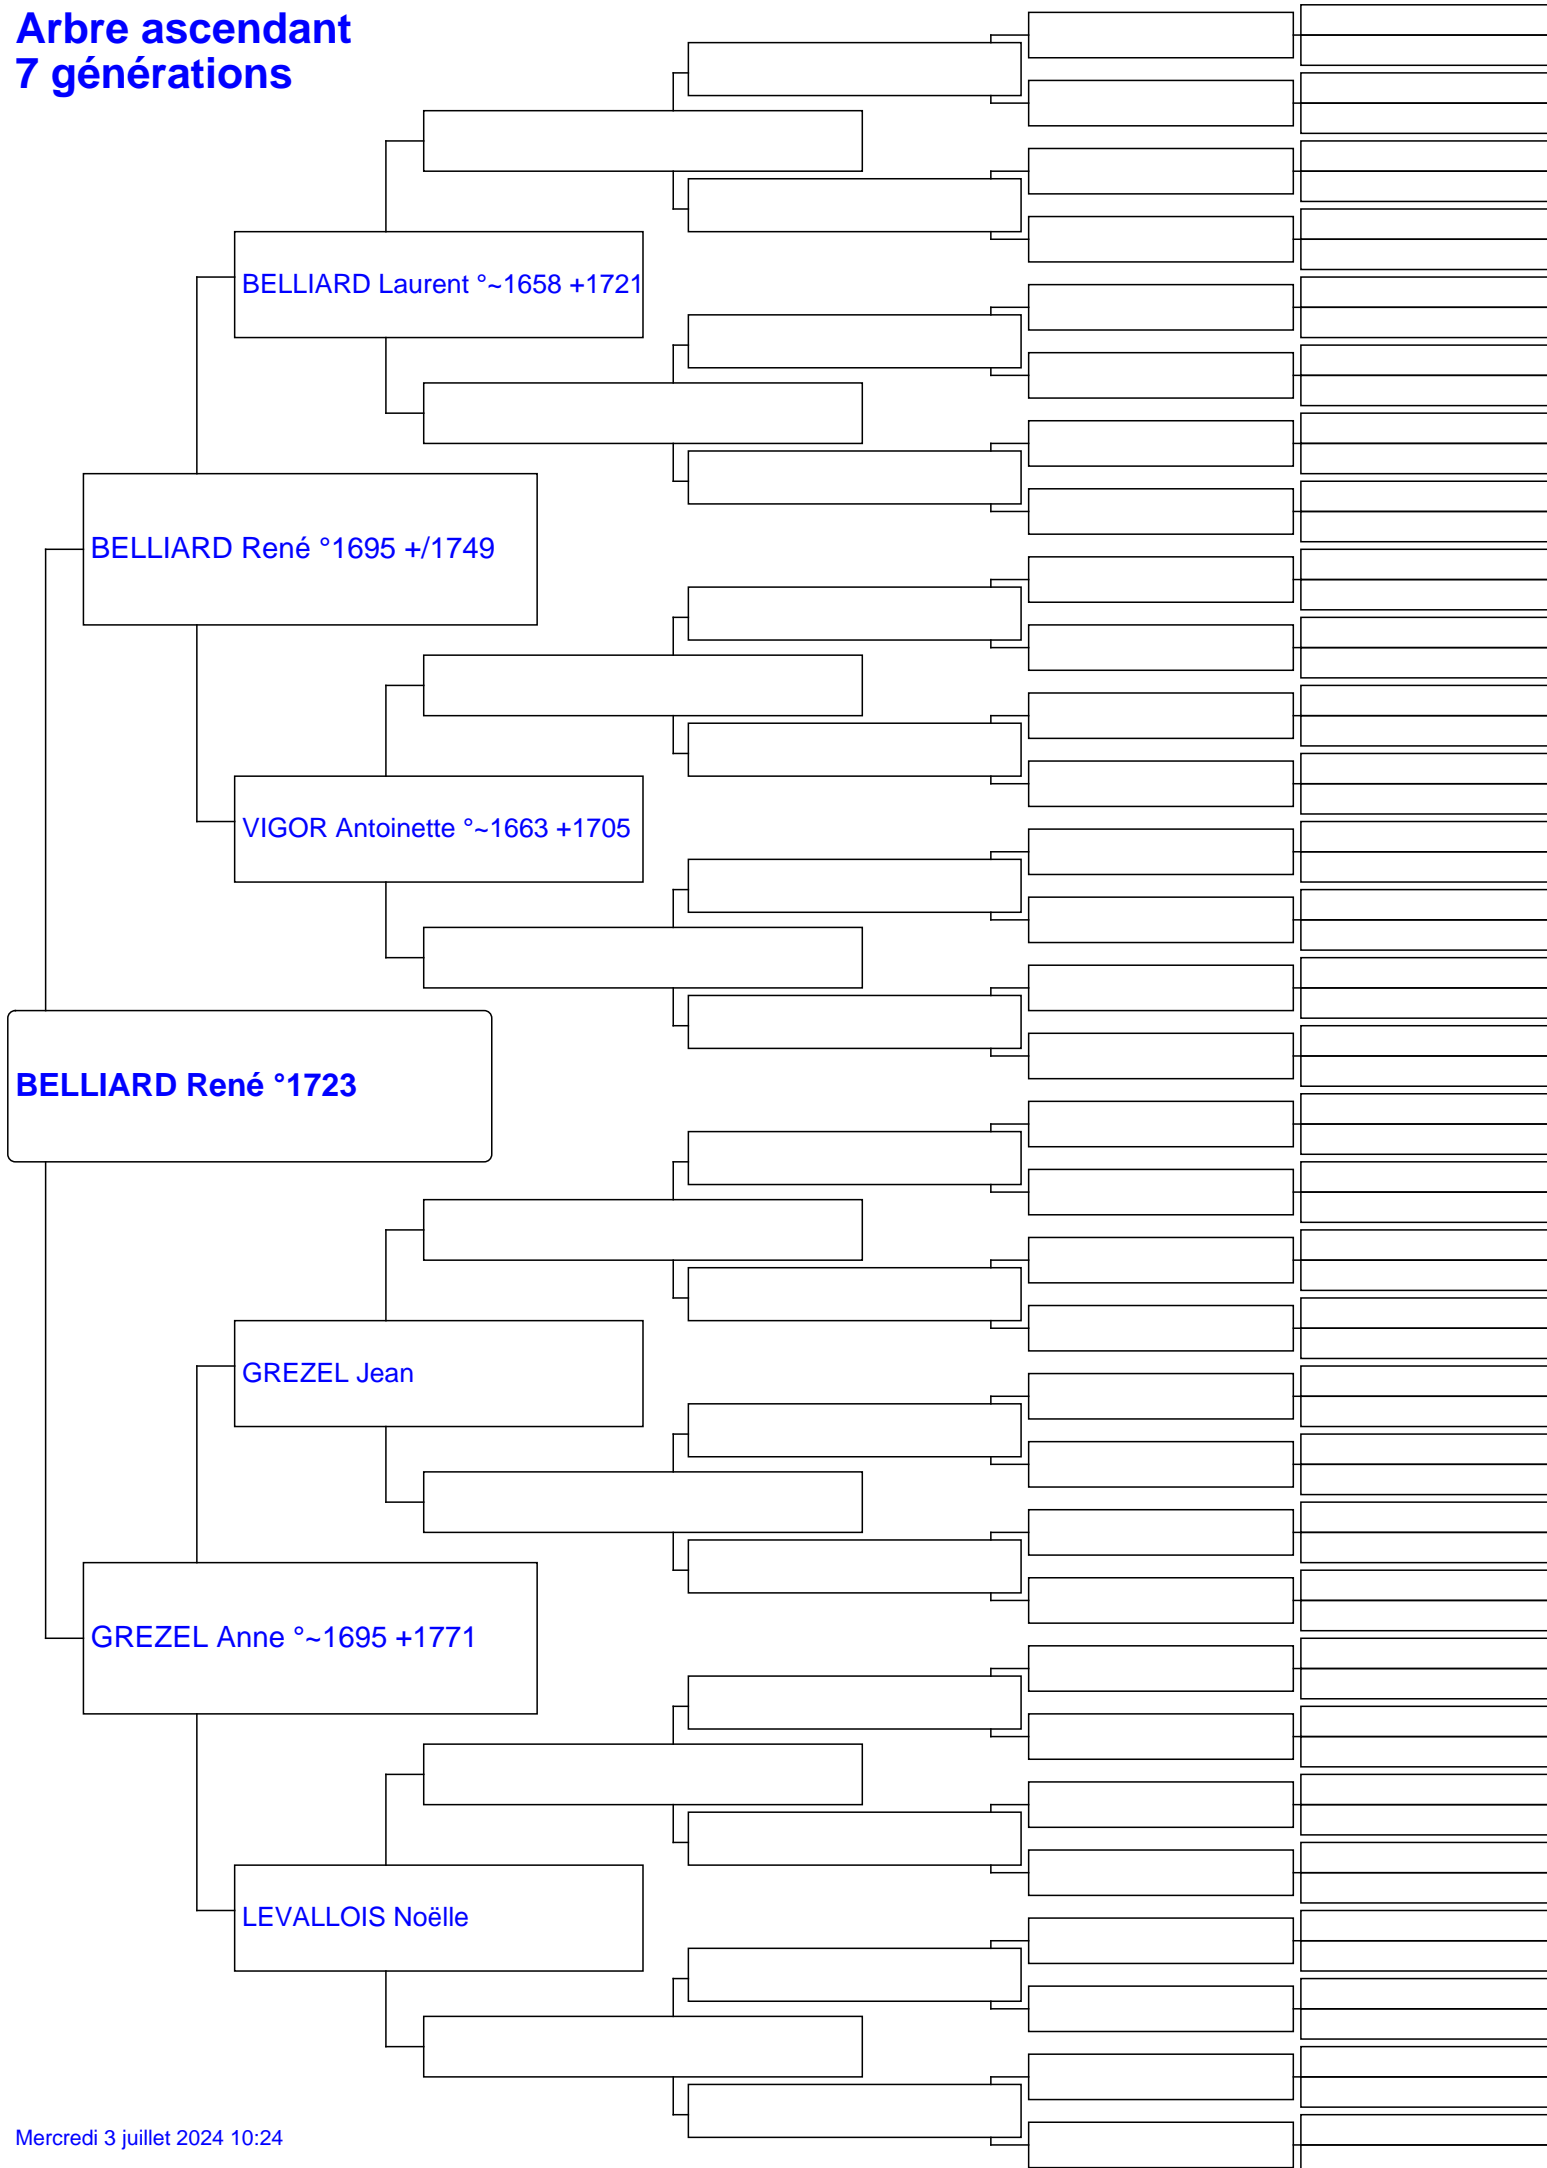 Arbre ascendant
7 générations
BELLIARD Laurent °~1658 +1721
BELLIARD René °1695 +/1749
VIGOR Antoinette °~1663 +1705
BELLIARD René °1723
GREZEL Jean
GREZEL Anne °~1695 +1771
LEVALLOIS Noëlle
Mercredi 3 juillet 2024 10:24